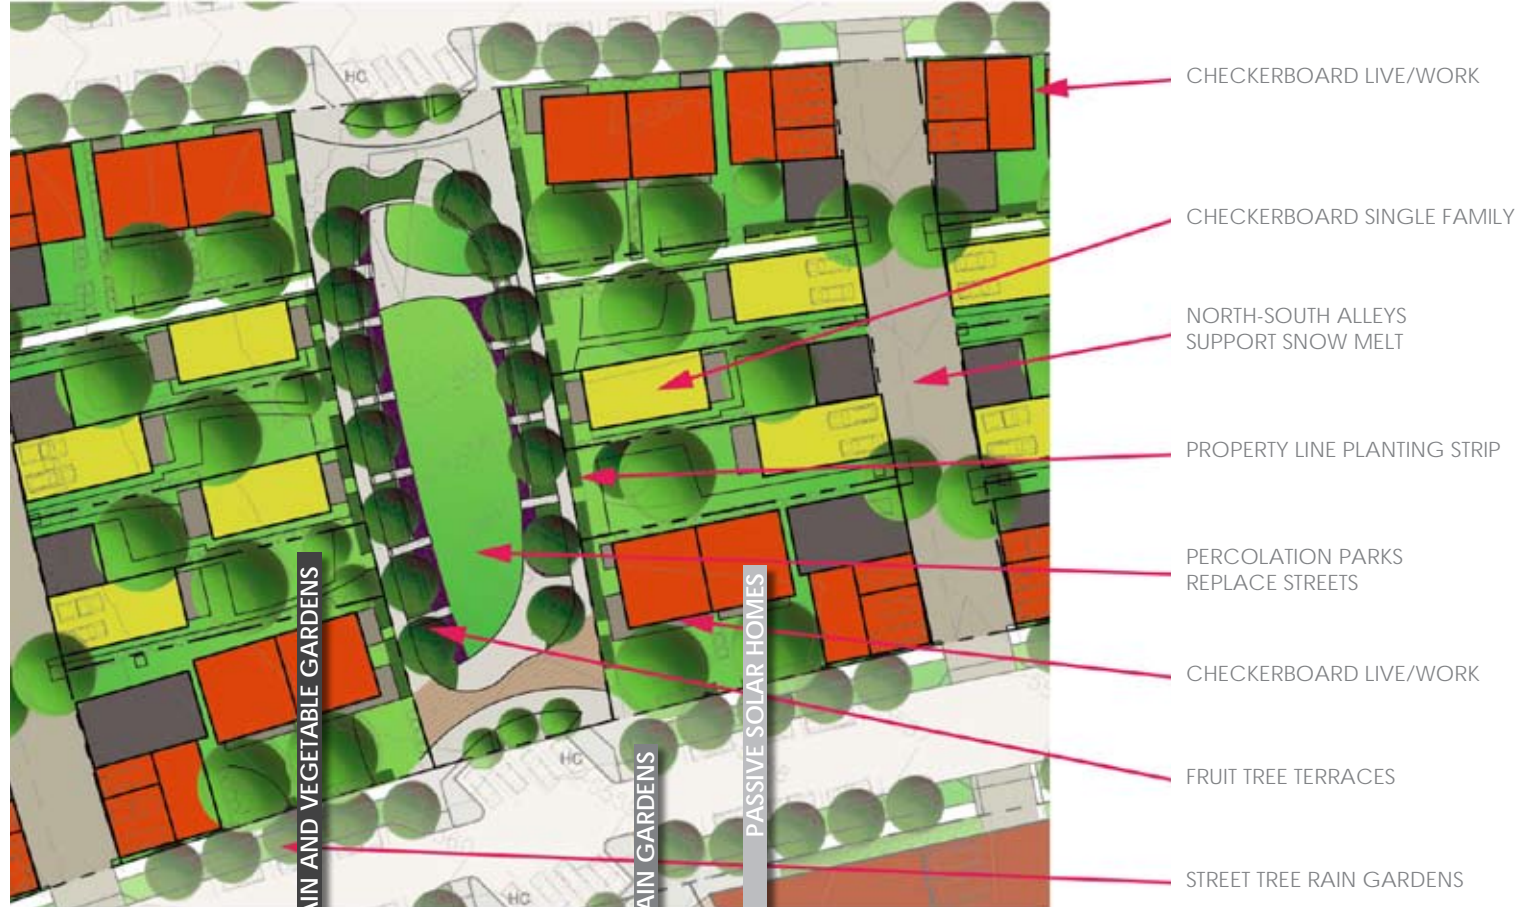 HC
CHECKERBOARD LIVE/WORK
CHECKERBOARD SINGLE FAMILY
NORTH-SOUTH ALLEYS
SUPPORT SNOW MELT
PROPERTY LINE PLANTING STRIP
PERCOLATION PARKS
REPLACE STREETS
CHECKERBOARD LIVE/WORK
FRUIT TREE TERRACES
STREET TREE RAIN GARDENS
AND VEGETABLE GARDENS
GARDENS
PASSIVE SOLAR HOMES
HC
HC